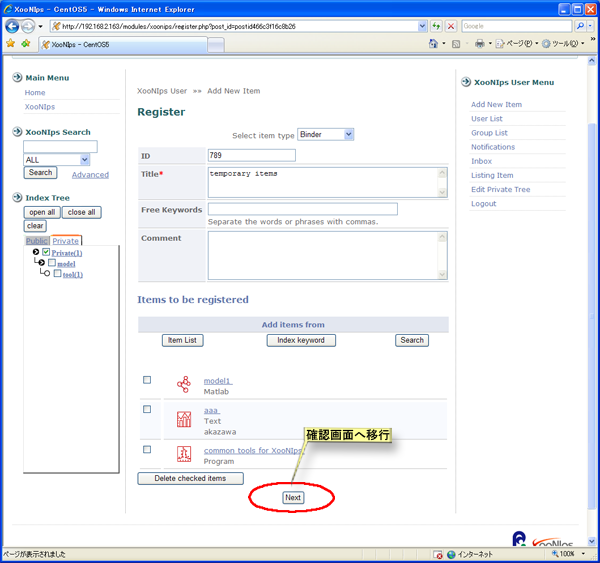 XooNIps - CentOS5 - Windows Internet Explorer
http://192.168.2.163/modules/xoonips/register.php?post_id=postid466c3f16c8b26
Google
XooNIps - CentOS5
ページ(P)
ツール(O)
Main Menu
Home
XooNIps
XooNIps Search
ALL
Search
Advanced
Index Tree
open all
close all
clear
Public
Private
Private(1)
model
tool(1)
XooNIps User »» Add New Item
Register
Select item type
Binder
ID
789
Title*
temporary items
Free Keywords
Separate the words or phrases with commas.
Comment
Items to be registered
Add items from
Item List
Index keyword
Search
model1
Matlab
aaa
Text
akazawa
common tools for XooNIps
Program
Delete checked items
確認画面へ移行
Next
XooNIps User Menu
Add New Item
User List
Group List
Notifications
Inbox
Listing Item
Edit Private Tree
Logout
XooNIps
ページが表示されました
インターネット
100%